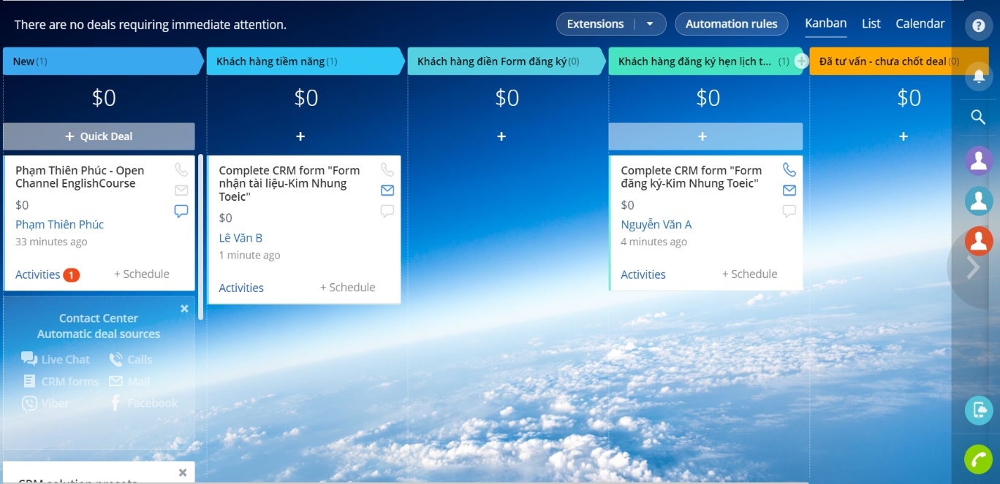 There are no deals requiring immediate attention.
Extensions
Automation rules
Kanban
List
Calendar
New (1)
Khách hàng tiềm năng (1)
Khách hàng điền Form đăng ký (0)
Khách hàng đăng ký hẹn lịch t... (1)
Đã tư vấn - chưa chốt deal (0)
$0
$0
$0
$0
$0
+ Quick Deal
+
+
+
+
Phạm Thiên Phúc - Open
Channel EnglishCourse
$0
Phạm Thiên Phúc
33 minutes ago
Activities 1
+ Schedule
Complete CRM form "Form
nhận tài liệu-Kim Nhung
Toeic"
$0
Lê Văn B
1 minute ago
Activities
+ Schedule
Complete CRM form "Form
đăng ký-Kim Nhung Toeic"
$0
Nguyễn Văn A
4 minutes ago
Activities
+ Schedule
Contact Center
Automatic deal sources
Live Chat
Calls
CRM forms
Mail
Viber
Facebook
CRM solution presets